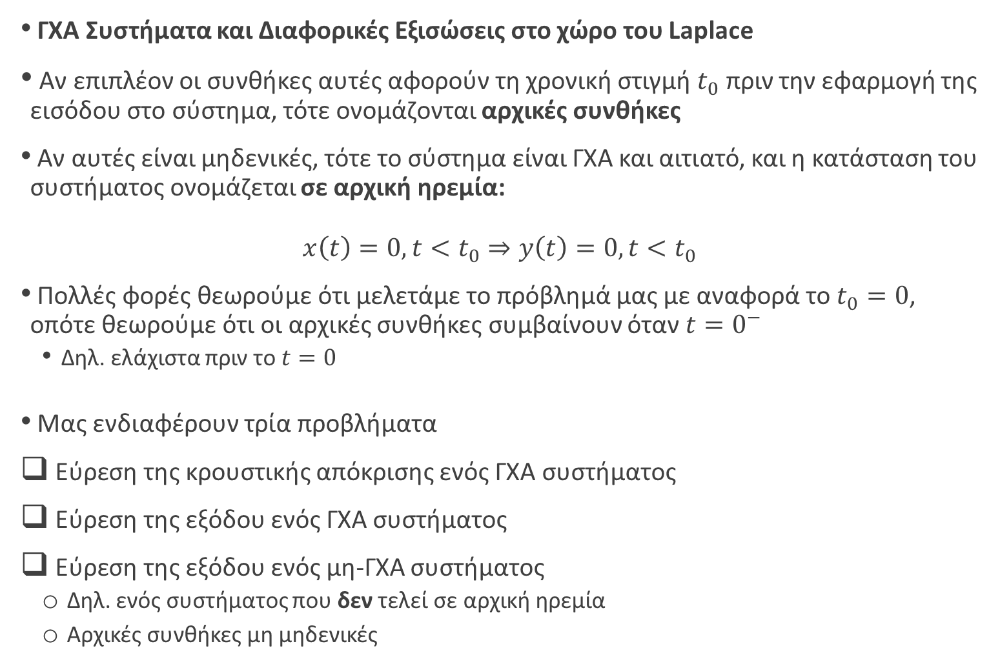 • ΓΧΑ Συστήματα και Διαφορικές Εξισώσεις στο χώρο του Laplace
• Αν επιπλέον οι συνθήκες αυτές αφορούν τη χρονική στιγμή t₀ πριν την εφαρμογή της
εισόδου στο σύστημα, τότε ονομάζονται αρχικές συνθήκες
• Αν αυτές είναι μηδενικές, τότε το σύστημα είναι ΓΧΑ και αιτιατό, και η κατάσταση του
συστήματος ονομάζεται σε αρχική ηρεμία:
x(t) = 0, t < t₀ ⇒ y(t) = 0, t < t₀
• Πολλές φορές θεωρούμε ότι μελετάμε το πρόβλημά μας με αναφορά το t₀ = 0,
οπότε θεωρούμε ότι οι αρχικές συνθήκες συμβαίνουν όταν t = 0⁻
• Δηλ. ελάχιστα πριν το t = 0
• Μας ενδιαφέρουν τρία προβλήματα
❑ Εύρεση της κρουστικής απόκρισης ενός ΓΧΑ συστήματος
❑ Εύρεση της εξόδου ενός ΓΧΑ συστήματος
❑ Εύρεση της εξόδου ενός μη-ΓΧΑ συστήματος
○ Δηλ. ενός συστήματος που δεν τελεί σε αρχική ηρεμία
○ Αρχικές συνθήκες μη μηδενικές